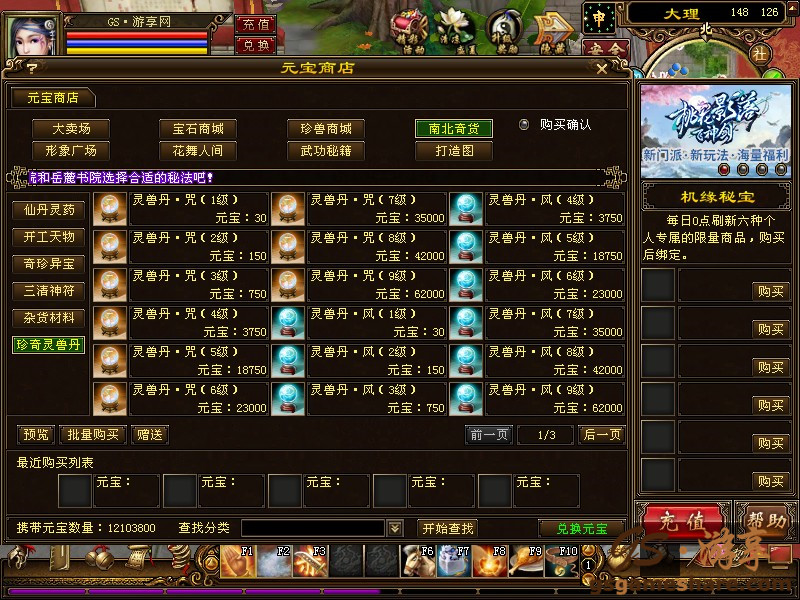 GS·游享网
充值
兑换
大理 148 126
北
申
安全
社
? 元宝商店 ×
元宝商店
大卖场 宝石商城 珍兽商城 南北奇货 购买确认
形象广场 花舞人间 武功秘籍 打造图
院和岳麓书院选择合适的秘法吧!
仙丹灵药
开工天物
奇珍异宝
三清神符
杂货材料
珍奇灵兽丹
灵兽丹·咒(1级) 灵兽丹·咒(7级) 灵兽丹·风(4级)
元宝:30 元宝:35000 元宝:3750
灵兽丹·咒(2级) 灵兽丹·咒(8级) 灵兽丹·风(5级)
元宝:150 元宝:42000 元宝:18750
灵兽丹·咒(3级) 灵兽丹·咒(9级) 灵兽丹·风(6级)
元宝:750 元宝:62000 元宝:23000
灵兽丹·咒(4级) 灵兽丹·风(1级) 灵兽丹·风(7级)
元宝:3750 元宝:30 元宝:35000
灵兽丹·咒(5级) 灵兽丹·风(2级) 灵兽丹·风(8级)
元宝:18750 元宝:150 元宝:42000
灵兽丹·咒(6级) 灵兽丹·风(3级) 灵兽丹·风(9级)
元宝:23000 元宝:750 元宝:62000
预览 批量购买 赠送 前一页 1/3 后一页
最近购买列表
元宝: 元宝: 元宝: 元宝: 元宝:
携带元宝数量:12103800 查找分类 开始查找 兑换元宝
桃花影落
新门派·新玩法·海量福利
机缘秘宝
每日0点刷新六种个
人专属的限量商品,购买
后绑定。
购买
购买
购买
购买
购买
购买
充值 帮助
F1 F2 F3 F6 F7 F8 F9 F10 1
GS·游享